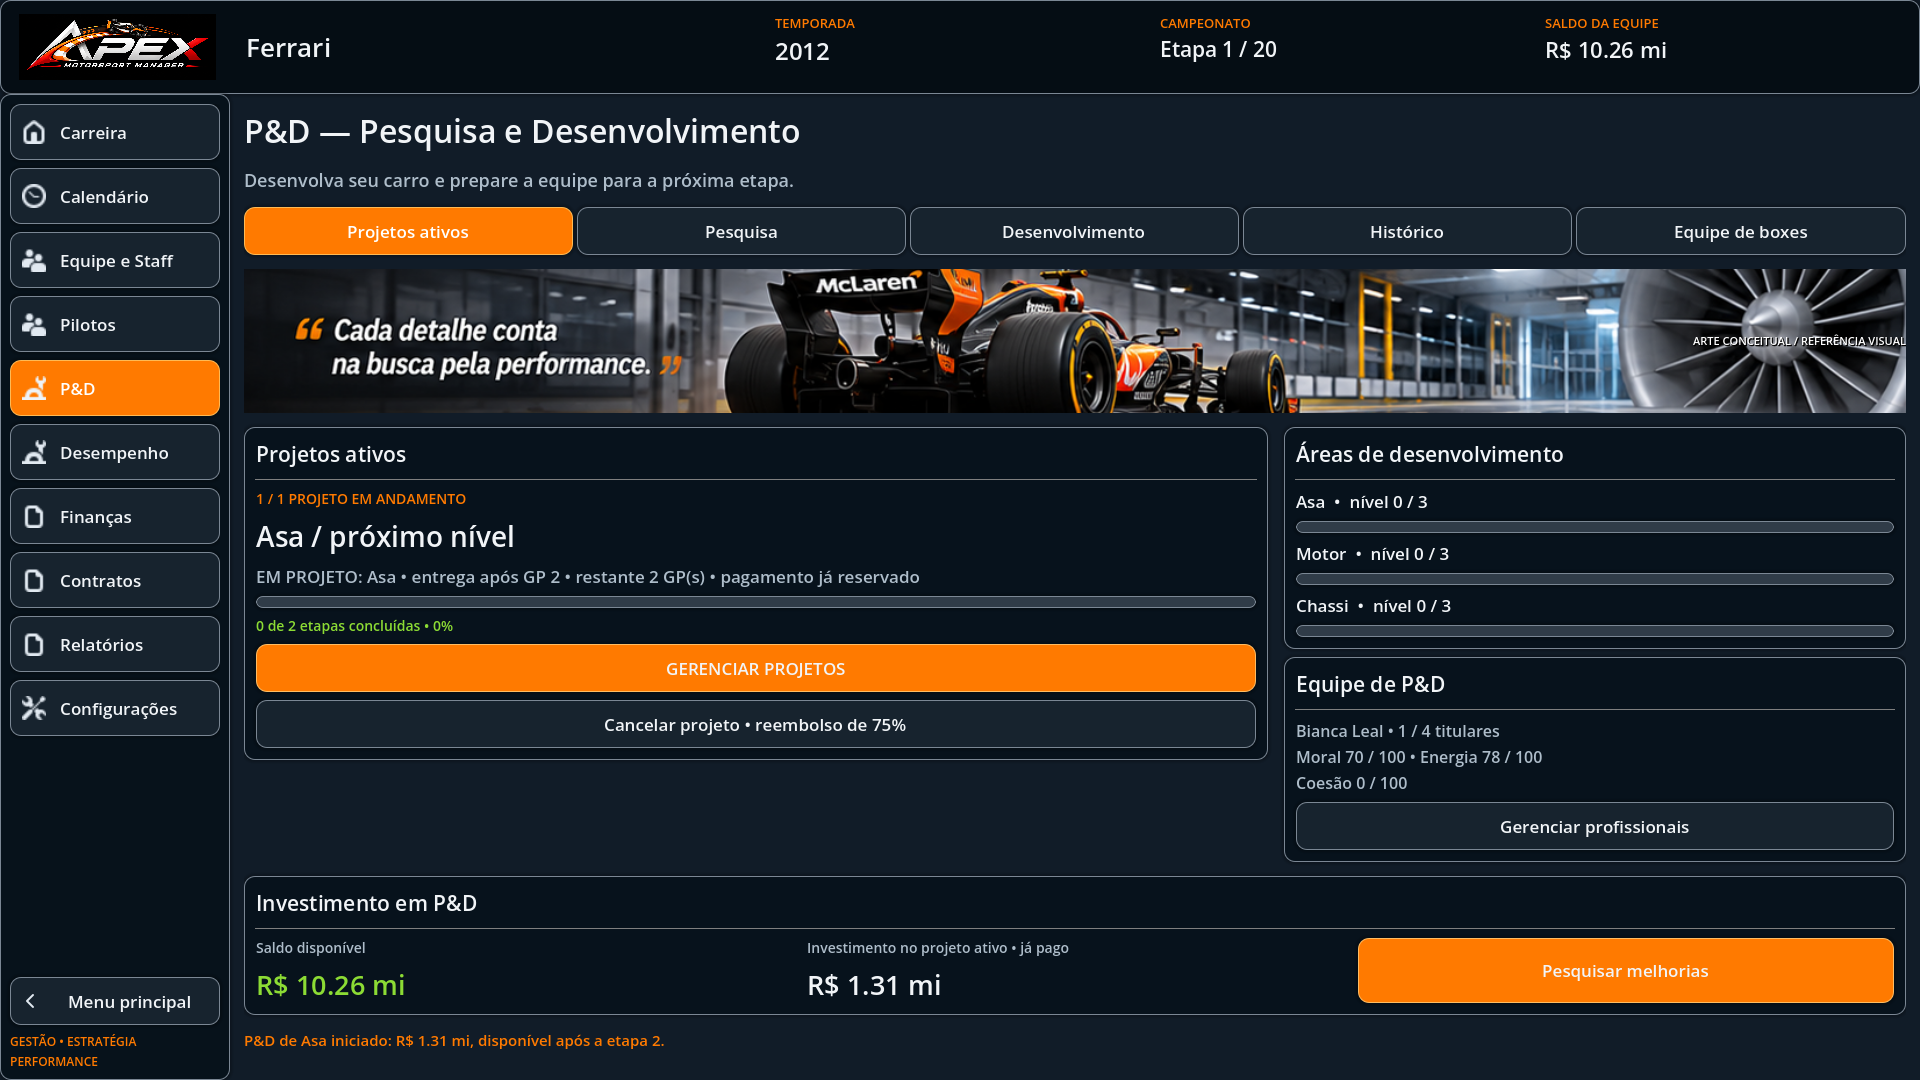 APEX
MOTORSPORT MANAGER
Ferrari
TEMPORADA
2012
CAMPEONATO
Etapa 1 / 20
SALDO DA EQUIPE
R$ 10.26 mi
Carreira
Calendário
Equipe e Staff
Pilotos
P&D
Desempenho
Finanças
Contratos
Relatórios
Configurações
Menu principal
GESTÃO • ESTRATÉGIA
PERFORMANCE
P&D — Pesquisa e Desenvolvimento
Desenvolva seu carro e prepare a equipe para a próxima etapa.
Projetos ativos
Pesquisa
Desenvolvimento
Histórico
Equipe de boxes
McLaren
“ Cada detalhe conta
na busca pela performance. ”
ARTE CONCEITUAL / REFERÊNCIA VISUAL
Projetos ativos
1 / 1 PROJETO EM ANDAMENTO
Asa / próximo nível
EM PROJETO: Asa • entrega após GP 2 • restante 2 GP(s) • pagamento já reservado
0 de 2 etapas concluídas • 0%
GERENCIAR PROJETOS
Cancelar projeto • reembolso de 75%
Áreas de desenvolvimento
Asa • nível 0 / 3
Motor • nível 0 / 3
Chassi • nível 0 / 3
Equipe de P&D
Bianca Leal • 1 / 4 titulares
Moral 70 / 100 • Energia 78 / 100
Coesão 0 / 100
Gerenciar profissionais
Investimento em P&D
Saldo disponível
R$ 10.26 mi
Investimento no projeto ativo • já pago
R$ 1.31 mi
Pesquisar melhorias
P&D de Asa iniciado: R$ 1.31 mi, disponível após a etapa 2.